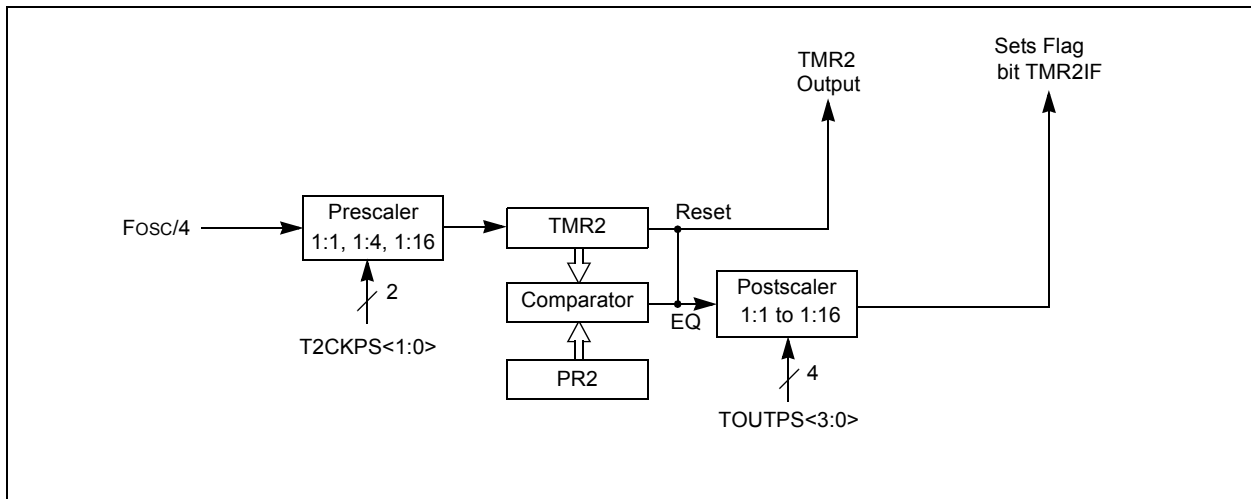 Sets Flag
bit TMR2IF
TMR2
Output
Fosc/4
Prescaler
1:1, 1:4, 1:16
2
T2CKPS<1:0>
TMR2
Reset
Comparator
EQ
PR2
Postscaler
1:1 to 1:16
4
TOUTPS<3:0>